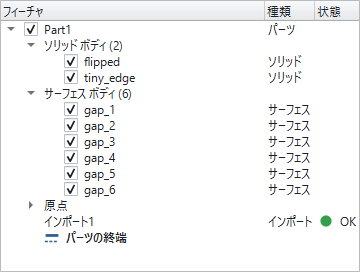 フィーチャ 種類 状態
Part1 パーツ
ソリッド ボディ (2)
flipped ソリッド
tiny_edge ソリッド
サーフェス ボディ (6)
gap_1 サーフェス
gap_2 サーフェス
gap_3 サーフェス
gap_4 サーフェス
gap_5 サーフェス
gap_6 サーフェス
原点
インポート1 インポート OK
パーツの終端